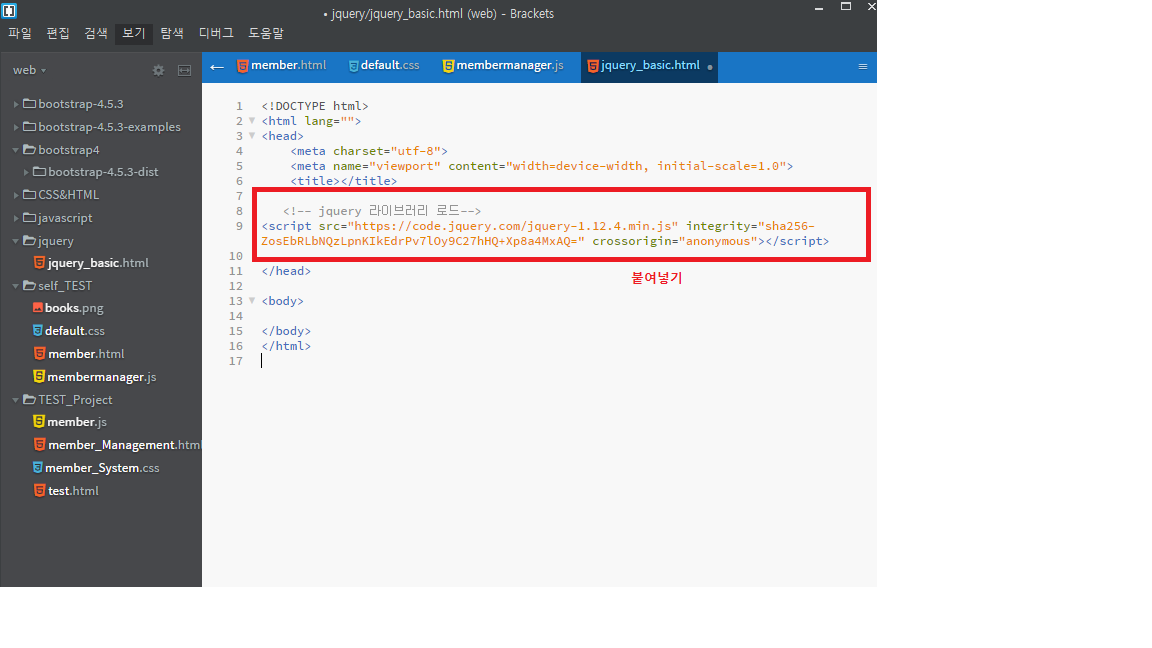 • jquery/jquery_basic.html (web) - Brackets
파일 편집 검색 보기 탐색 디버그 도움말
web
member.html default.css membermanager.js jquery_basic.html
bootstrap-4.5.3
bootstrap-4.5.3-examples
bootstrap4
bootstrap-4.5.3-dist
CSS&HTML
javascript
jquery
jquery_basic.html
self_TEST
books.png
default.css
member.html
membermanager.js
TEST_Project
member.js
member_Management.html
member_System.css
test.html
1 <!DOCTYPE html>
2 <html lang="">
3 <head>
4 <meta charset="utf-8">
5 <meta name="viewport" content="width=device-width, initial-scale=1.0">
6 <title></title>
7
8 <!-- jquery 라이브러리 로드-->
9 <script src="https://code.jquery.com/jquery-1.12.4.min.js" integrity="sha256-
ZosEbRLbNQzLpnKIkEdrPv7lOy9C27hHQ+Xp8a4MxAQ=" crossorigin="anonymous"></script>
10
11 </head>
붙여넣기
12
13 <body>
14
15 </body>
16 </html>
17